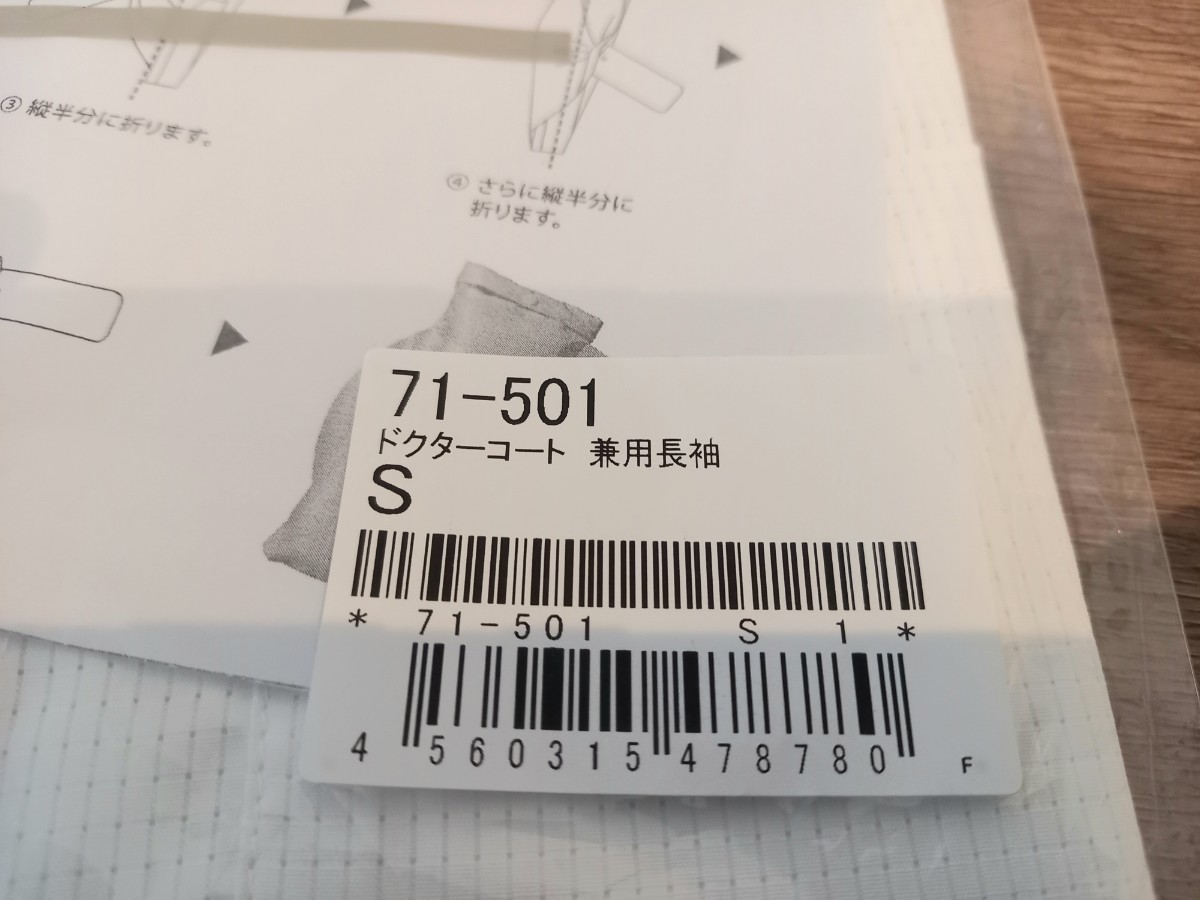 ③ 縦半分に折ります。
④ さらに縦半分に
折ります。
71-501
ドクターコート 兼用長袖
S
* 71-501 S 1 *
4 560315 478780 F